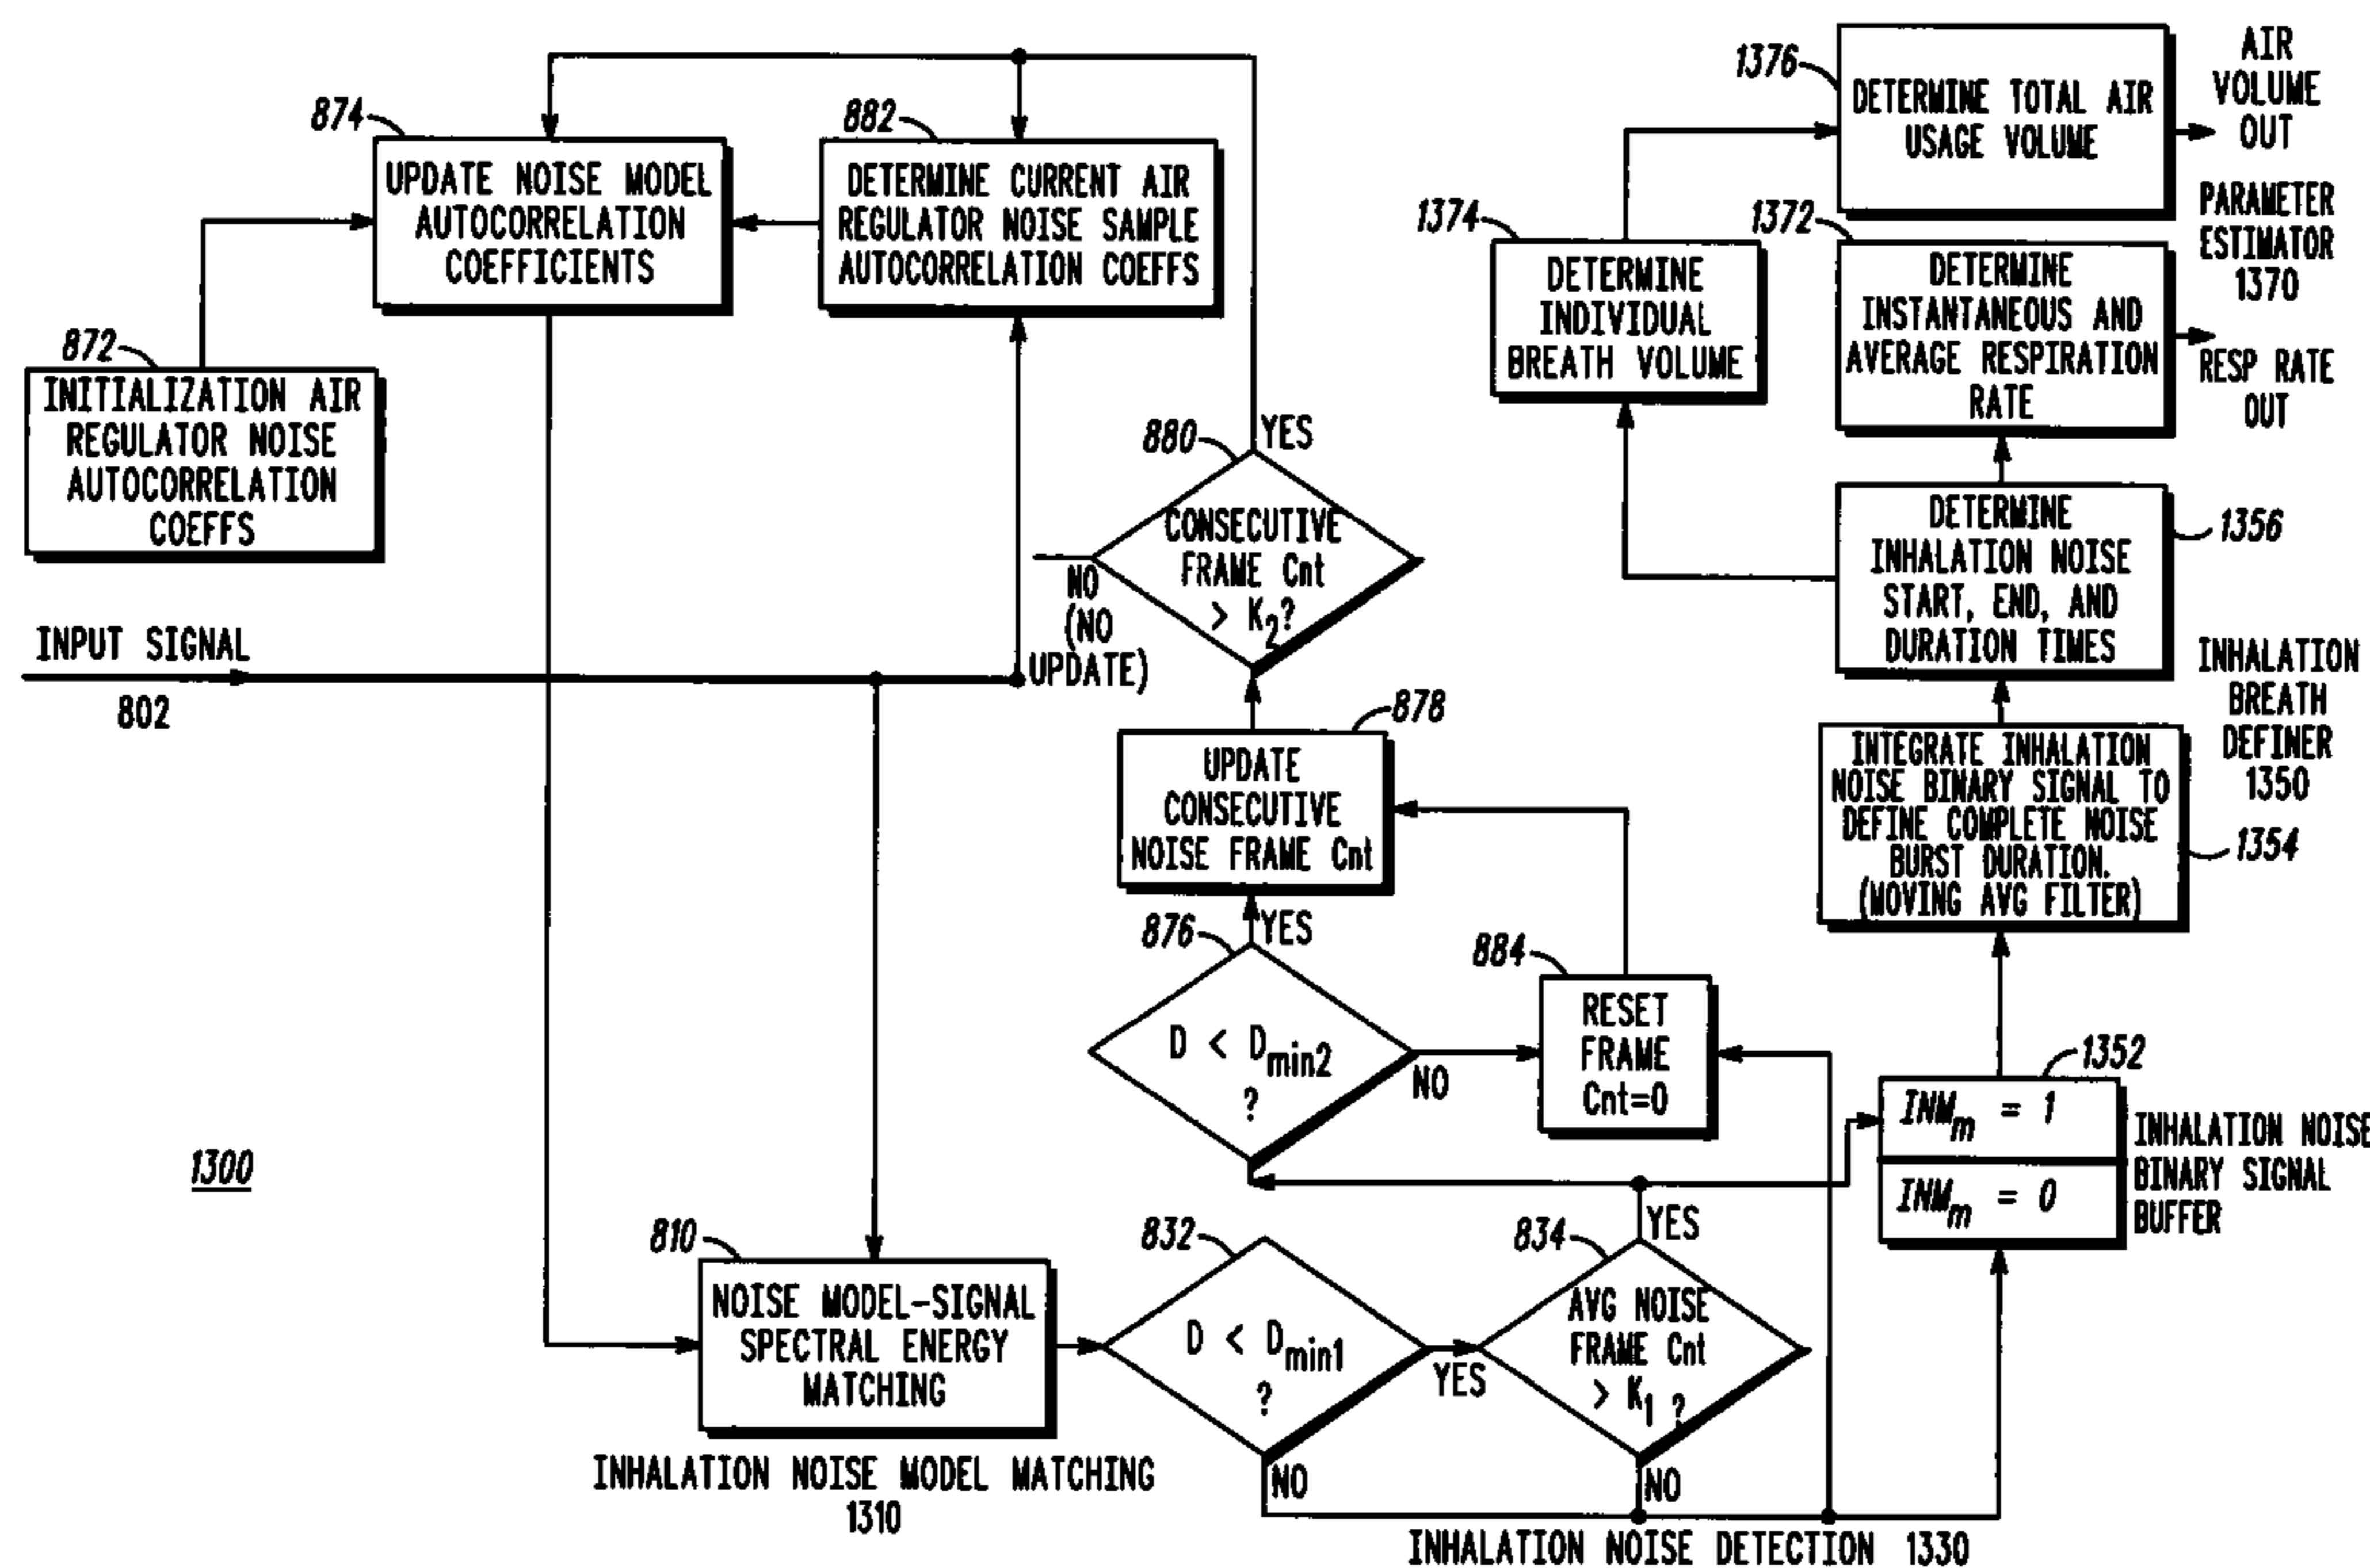 874
UPDATE NOISE MODEL
AUTOCORRELATION
COEFFICIENTS
882
DETERMINE CURRENT AIR
REGULATOR NOISE SAMPLE
AUTOCORRELATION COEFFS
872
INITIALIZATION AIR
REGULATOR NOISE
AUTOCORRELATION
COEFFS
INPUT SIGNAL
802
880
YES
CONSECUTIVE
FRAME Cnt
> K2?
NO
(NO
UPDATE)
878
UPDATE
CONSECUTIVE
NOISE FRAME Cnt
876
YES
D < Dmin2
?
NO
884
RESET
FRAME
Cnt=0
1300
810
NOISE MODEL-SIGNAL
SPECTRAL ENERGY
MATCHING
INHALATION NOISE MODEL MATCHING
1310
832
D < Dmin1
?
YES
NO
834
YES
AVG NOISE
FRAME Cnt
> K1 ?
NO
INHALATION NOISE DETECTION 1330
1376
DETERMINE TOTAL AIR
USAGE VOLUME
AIR
VOLUME
OUT
PARAMETER
ESTIMATOR
1370
1374
DETERMINE
INDIVIDUAL
BREATH VOLUME
1372
DETERMINE
INSTANTANEOUS AND
AVERAGE RESPIRATION
RATE
RESP RATE
OUT
DETERMINE
INHALATION NOISE
START, END, AND
DURATION TIMES
1356
INHALATION
BREATH
DEFINER
1350
INTEGRATE INHALATION
NOISE BINARY SIGNAL TO
DEFINE COMPLETE NOISE
BURST DURATION.
(MOVING AVG FILTER)
1354
1352
INMm = 1
INMm = 0
INHALATION NOISE
BINARY SIGNAL
BUFFER